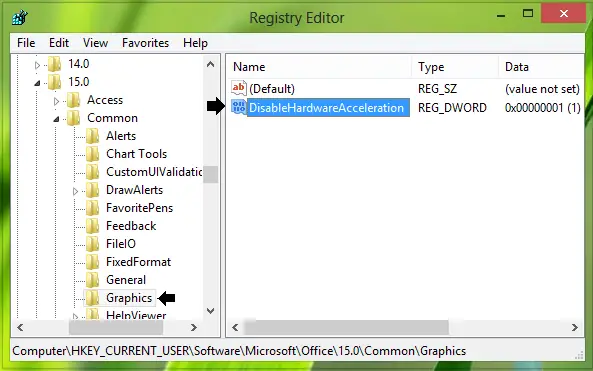 Registry Editor
File Edit View Favorites Help
14.0
15.0
Access
Common
Alerts
Chart Tools
CustomUIValidatic
DrawAlerts
FavoritePens
Feedback
FileIO
FixedFormat
General
Graphics
HelpViewer
Name Type Data
ab (Default) REG_SZ (value not set)
DisableHardwareAcceleration REG_DWORD 0x00000001 (1)
Computer\HKEY_CURRENT_USER\Software\Microsoft\Office\15.0\Common\Graphics